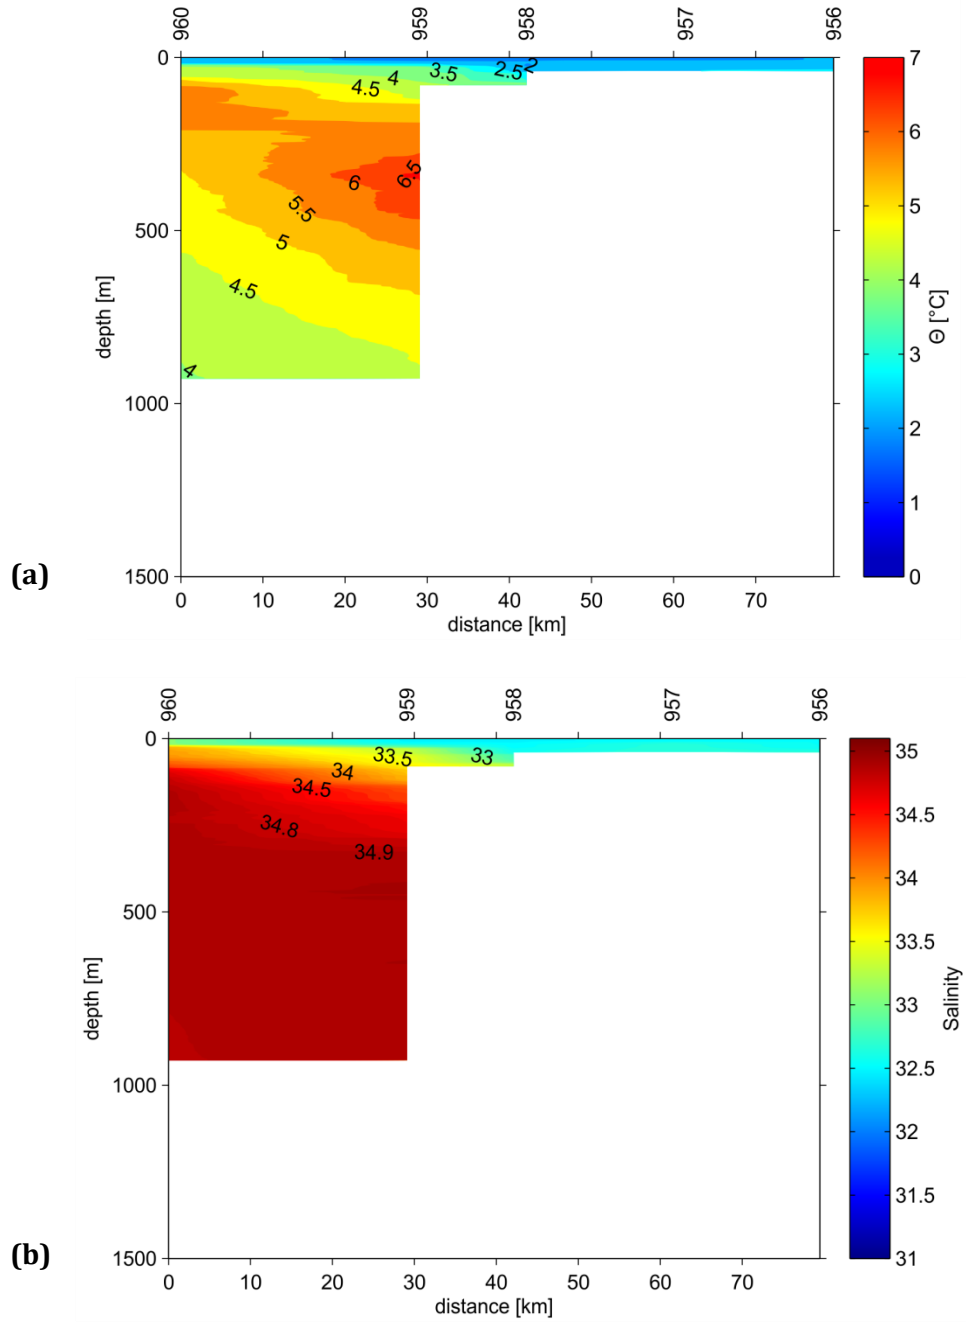 960 959 958 957 956
0 500 1000 1500
depth [m]
4.5 4 3.5 2.5 2
6 6.5
5.5
5
4.5
4
0 10 20 30 40 50 60 70
distance [km]
7
6
5
4
3
2
1
0
Θ [°C]
(a)
960 959 958 957 956
0 500 1000 1500
depth [m]
33.5 33
34
34.5
34.8
34.9
0 10 20 30 40 50 60 70
distance [km]
35
34.5
34
33.5
33
32.5
32
31.5
31
Salinity
(b)